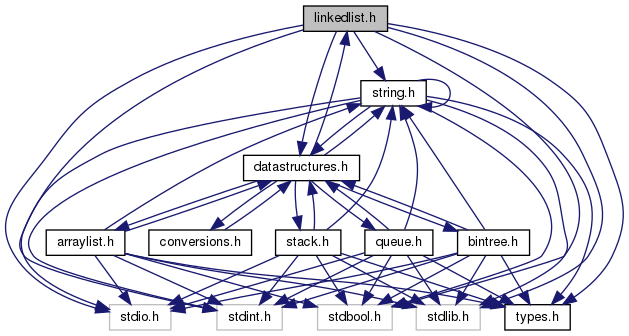 linkedlist.h
string.h
datastructures.h
arraylist.h
conversions.h
stack.h
queue.h
bintree.h
stdio.h
stdint.h
stdbool.h
stdlib.h
types.h